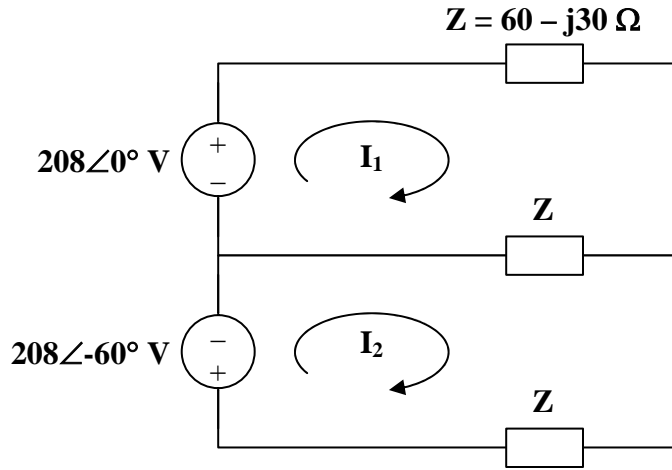 Z = 60 – j30 Ω
+
208∠0° V
–
I₁
Z
–
208∠-60° V
+
I₂
Z